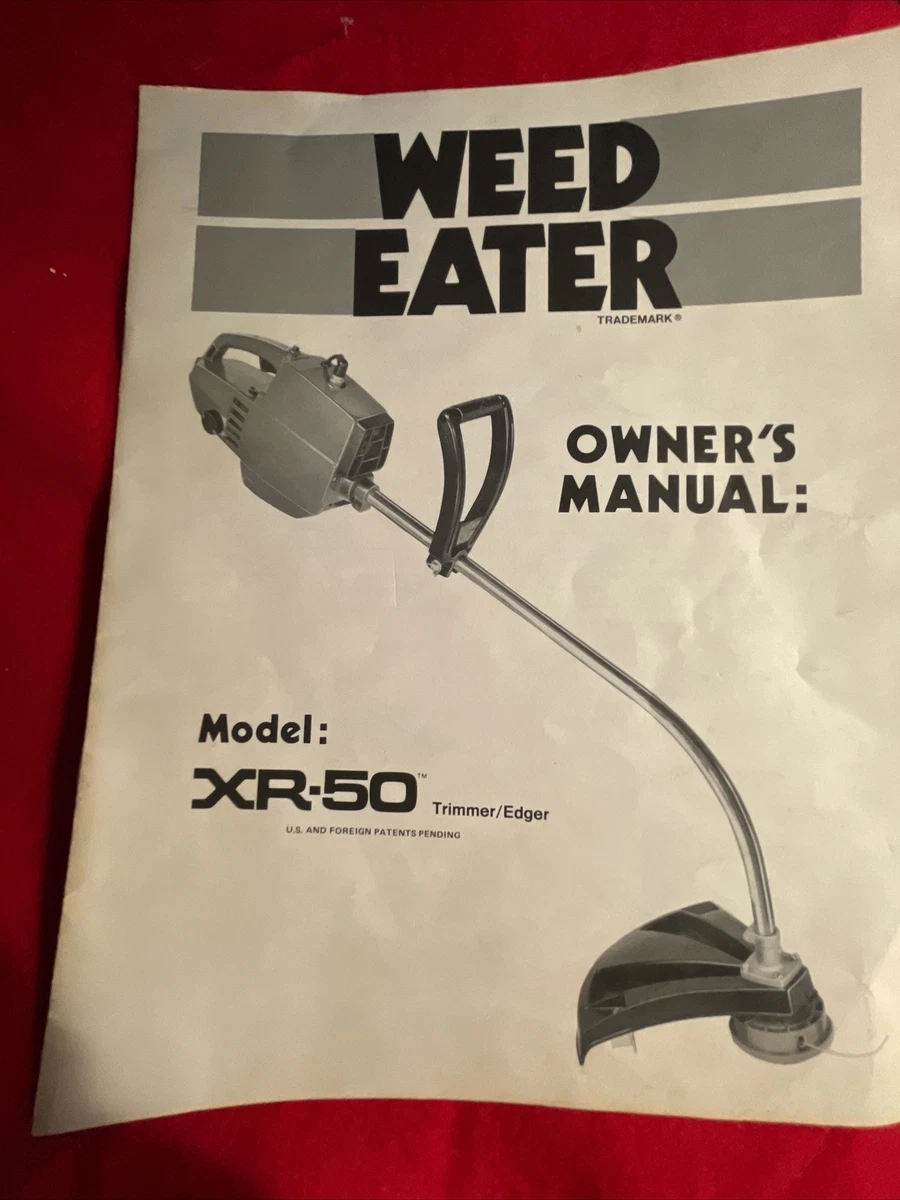 WEED
EATER
TRADEMARK ®
OWNER'S
MANUAL:
Model:
XR-50™ Trimmer/Edger
U.S. AND FOREIGN PATENTS PENDING